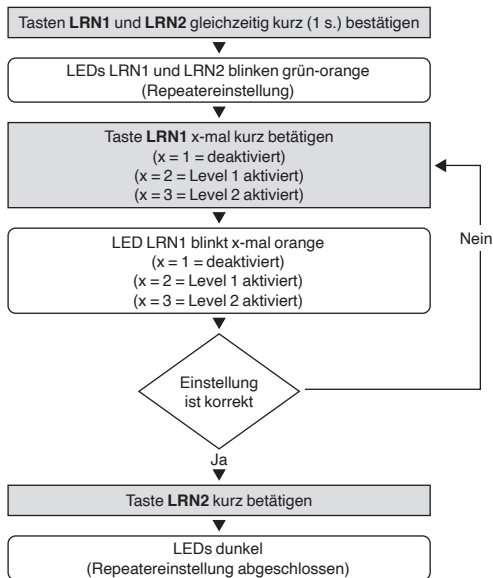 Tasten LRN1 und LRN2 gleichzeitig kurz (1 s.) bestätigen
LEDs LRN1 und LRN2 blinken grün-orange
(Repeatereinstellung)
Taste LRN1 x-mal kurz betätigen
(x = 1 = deaktiviert)
(x = 2 = Level 1 aktiviert)
(x = 3 = Level 2 aktiviert)
LED LRN1 blinkt x-mal orange
(x = 1 = deaktiviert)
(x = 2 = Level 1 aktiviert)
(x = 3 = Level 2 aktiviert)
Nein
Einstellung
ist korrekt
Ja
Taste LRN2 kurz betätigen
LEDs dunkel
(Repeatereinstellung abgeschlossen)